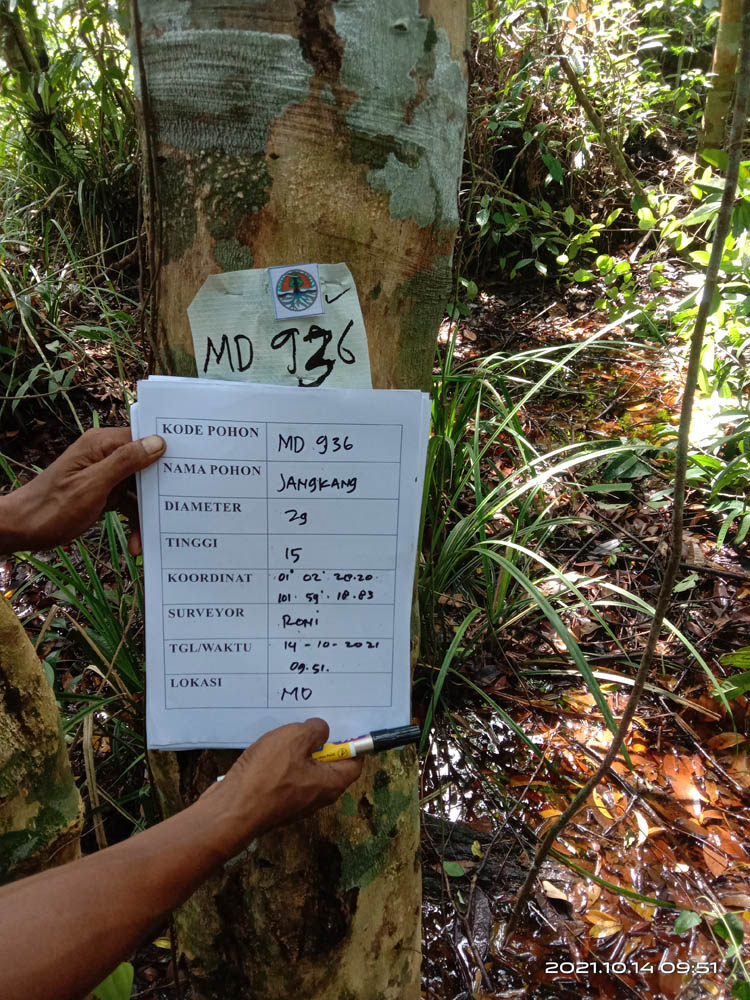 MD 936
KODE POHON MD 936
NAMA POHON JANGKANG
DIAMETER 29
TINGGI 15
KOORDINAT 01° 02' 20.20
101. 59'. 18.83
SURVEYOR ROMI
TGL/WAKTU 14 - 10 - 2021
09.51.
LOKASI MD
2021.10.14 09:51